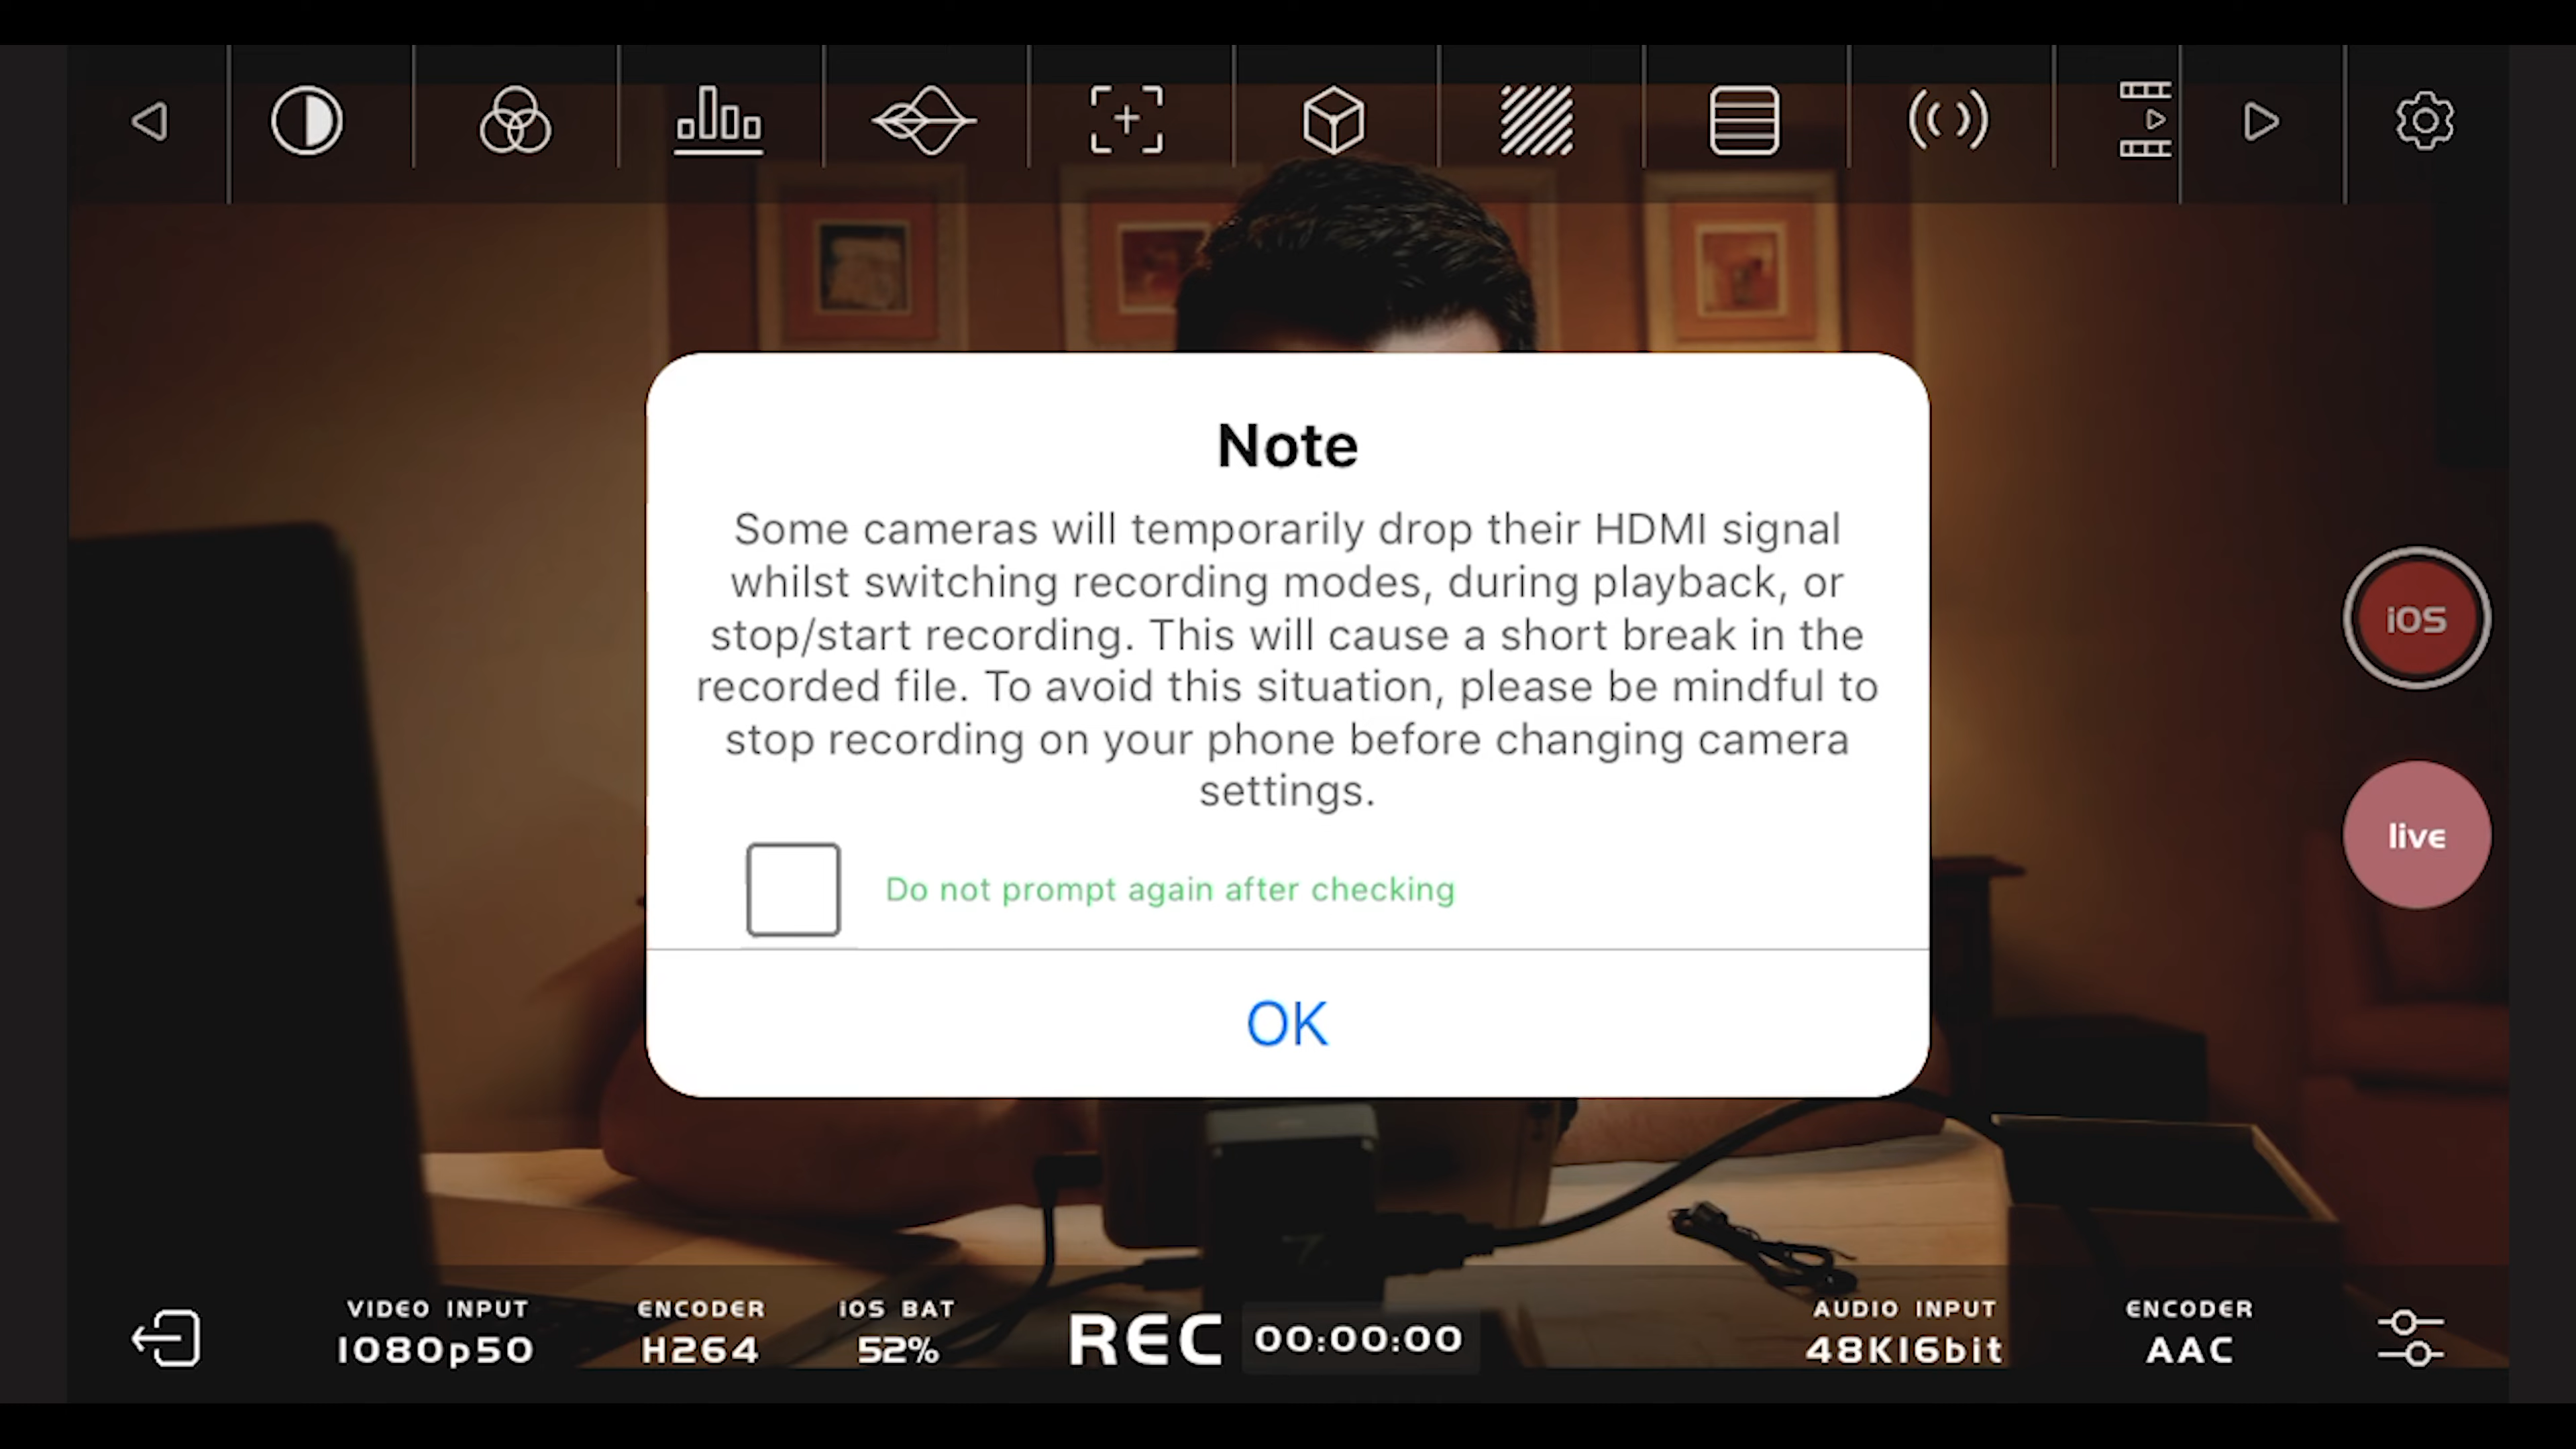 Note
Some cameras will temporarily drop their HDMI signal
whilst switching recording modes, during playback, or
stop/start recording. This will cause a short break in the
recorded file. To avoid this situation, please be mindful to
stop recording on your phone before changing camera
settings.
Do not prompt again after checking
OK
iOS
live
VIDEO INPUT
1080p50
ENCODER
H264
iOS BAT
52%
REC 00:00:00
AUDIO INPUT
48K16bit
ENCODER
AAC